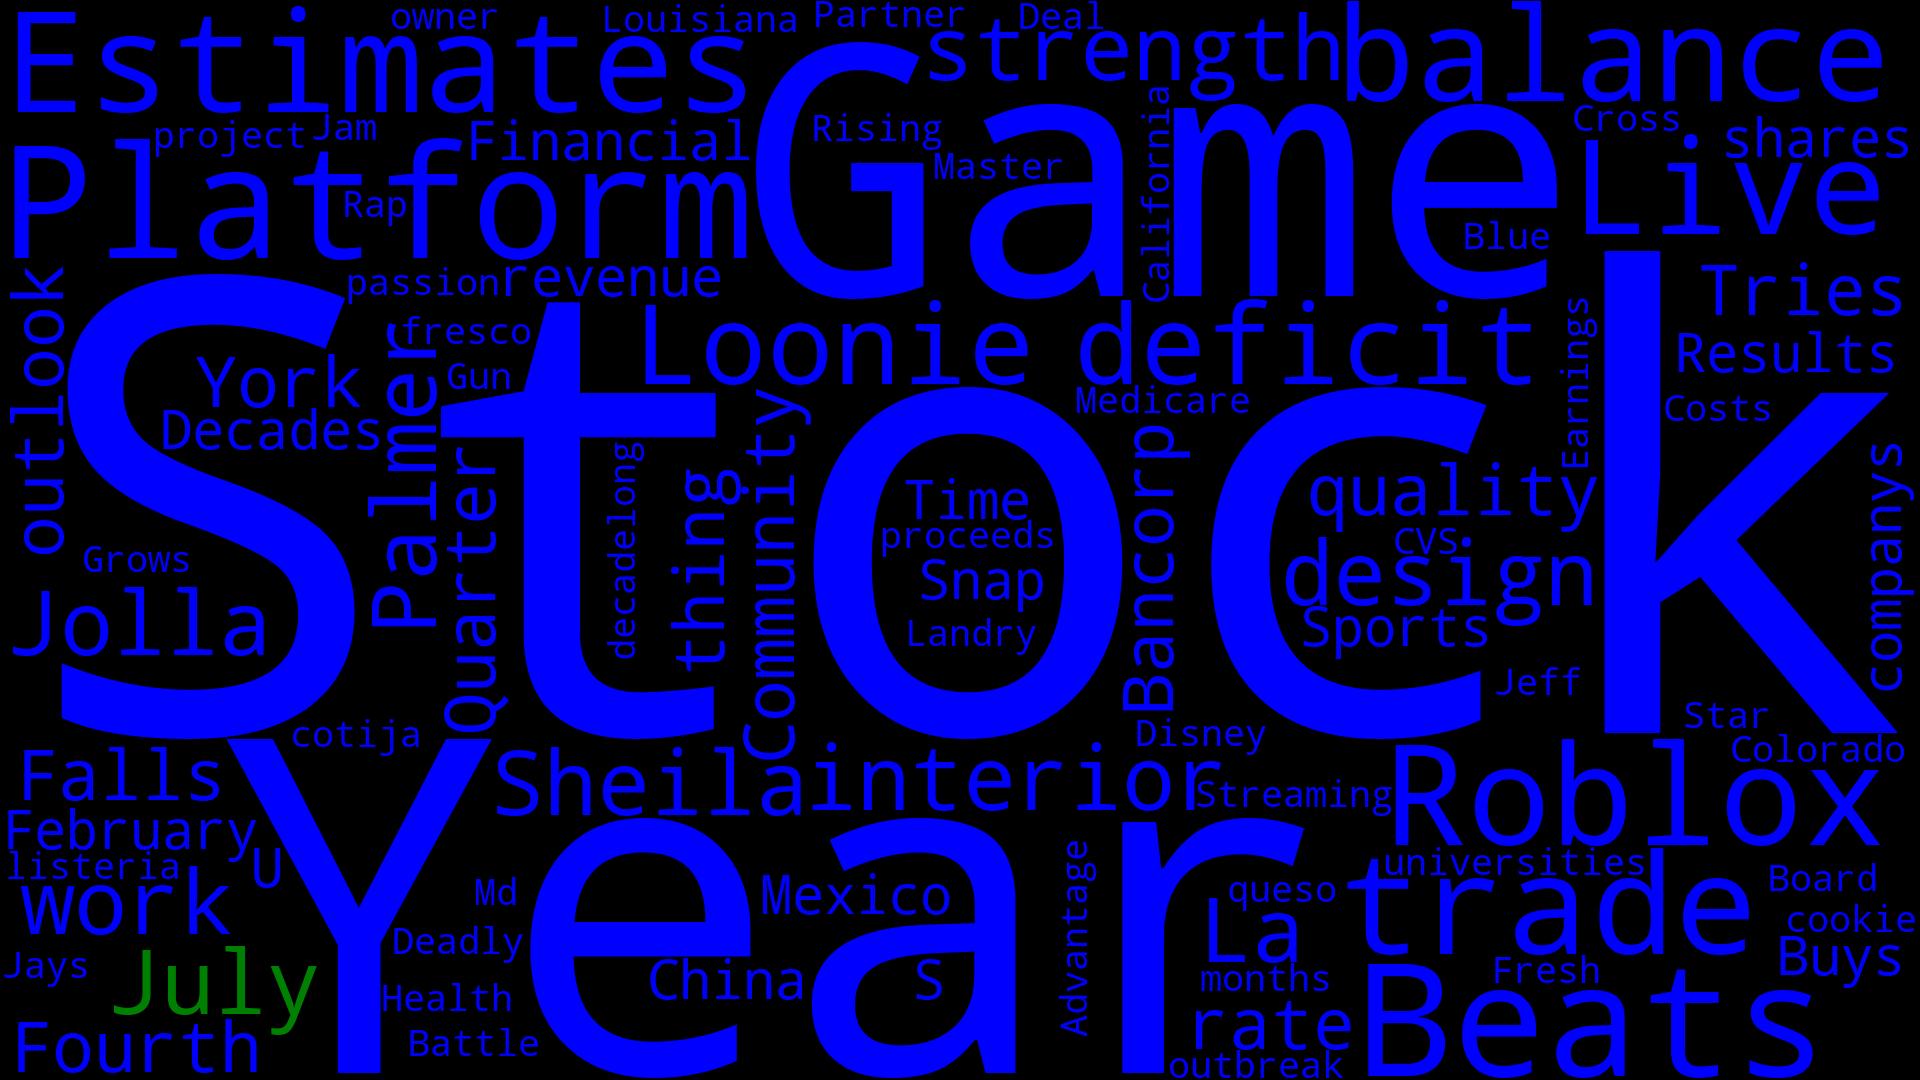 Estimates
owner
Louisiana
Partner
Deal
strength
balance
Game
project
Jam
Financial
Rising
Master
California
Cross
shares
Platform
Rap
Live
Blue
passion
revenue
outlook
Stock
fresco
Loonie
deficit
Tries
York
Palmer
Gun
Earnings
Results
Decades
Medicare
Costs
Quarter
decadelong
thing
Community
Time
Bancorp
quality
companys
proceeds
CVS
Grows
Snap
design
Jolla
Landry
Sports
Jeff
Star
cotija
Disney
Colorado
Falls
Year
Sheila
interior
Streaming
Roblox
February
listeria
U
universities
work
Md
Mexico
Advantage
queso
La
trade
Board
cookie
Jays
July
Deadly
China
S
months
Fresh
Buys
Health
Fourth
Battle
rate
Beats
outbreak